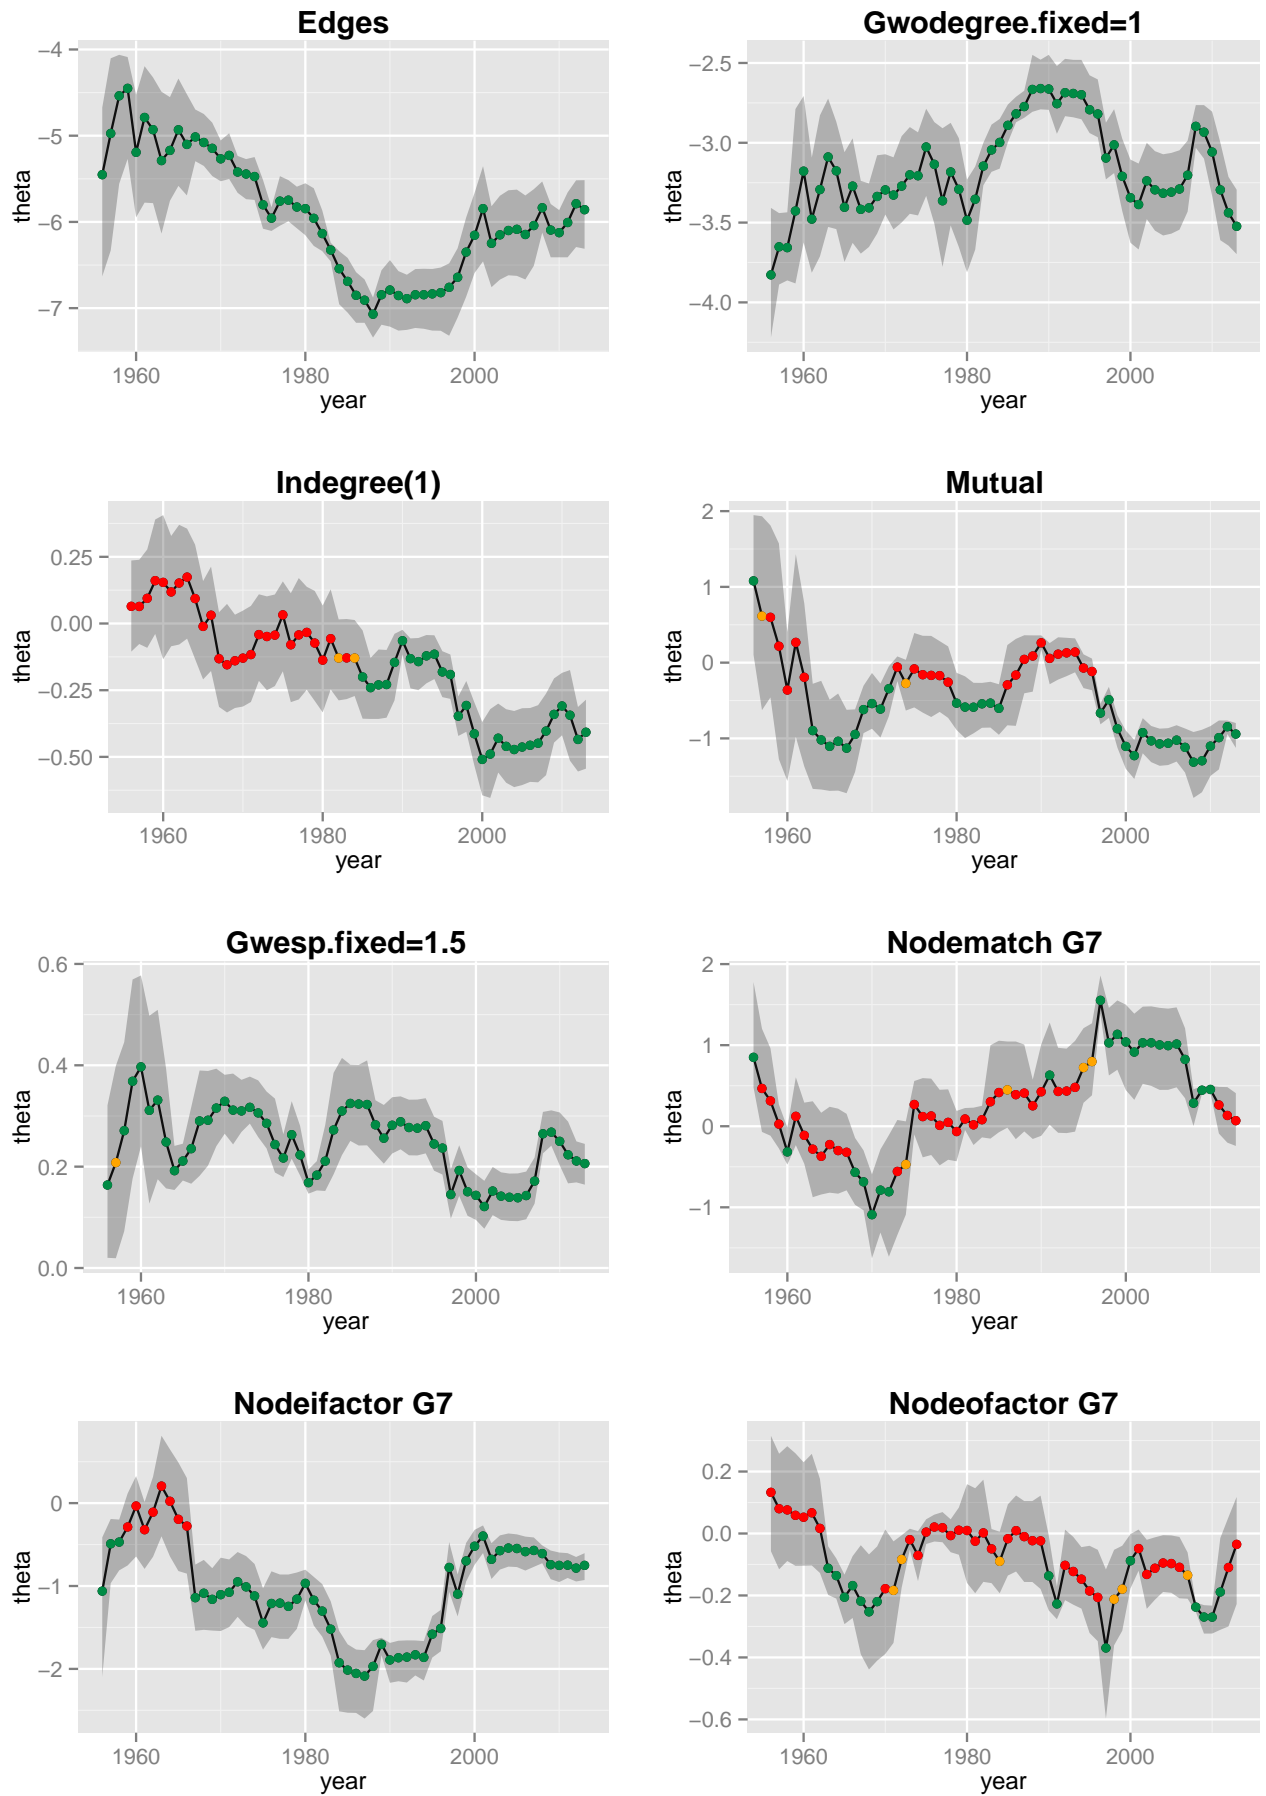 Edges
−4
−5
−6
−7
theta
1960 1980 2000
year
Gwodegree.fixed=1
−2.5
−3.0
−3.5
−4.0
theta
1960 1980 2000
year
Indegree(1)
0.25
0.00
−0.25
−0.50
theta
1960 1980 2000
year
Mutual
2
1
0
−1
theta
1960 1980 2000
year
Gwesp.fixed=1.5
0.6
0.4
0.2
0.0
theta
1960 1980 2000
year
Nodematch G7
2
1
0
−1
theta
1960 1980 2000
year
Nodeifactor G7
0
−1
−2
theta
1960 1980 2000
year
Nodeofactor G7
0.2
0.0
−0.2
−0.4
−0.6
theta
1960 1980 2000
year